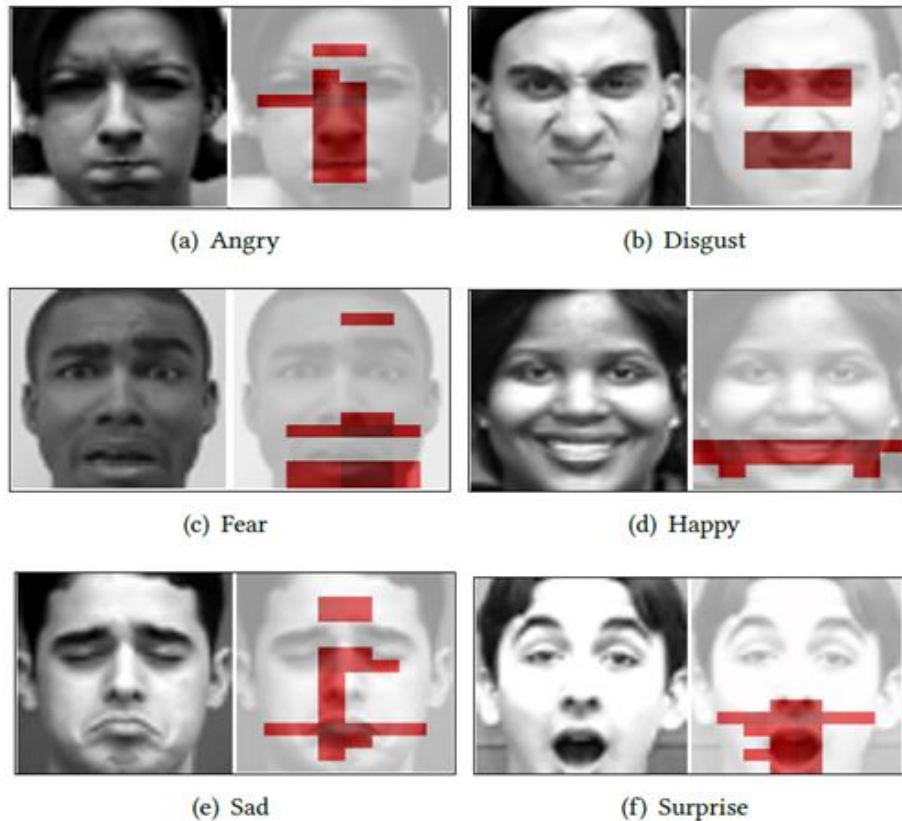 (a) Angry
(b) Disgust
(c) Fear
(d) Happy
(e) Sad
(f) Surprise